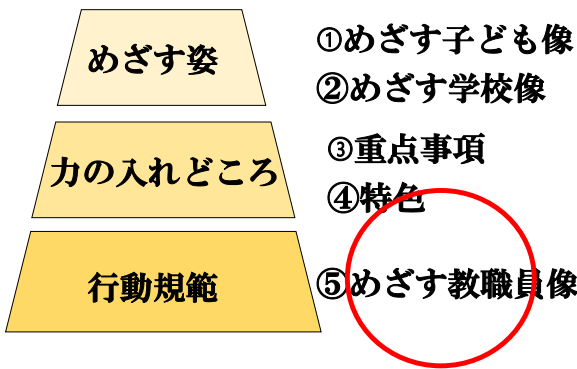 めざす姿
①めざす子ども像
②めざす学校像
力の入れどころ
③重点事項
④特色
行動規範
⑤めざす教職員像